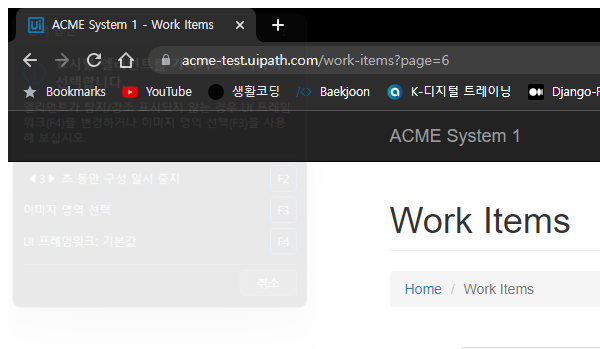 ACME System 1 - Work Items
acme-test.uipath.com/work-items?page=6
선택합니다.
Apps YouTube 생활코딩 Baekjoon K-디지털 트레이닝 Django-F
엘리먼트가 탐지/강조 표시되지 않는 경우 UI 프레임
워크(F4)를 변경하거나 이미지 영역 선택(F3)를 사용
해 보십시오.
ACME System 1
◀3▶ 초 동안 구성 일시 중지 F2
이미지 영역 선택 F3
UI 프레임워크: 기본값 F4
취소
Work Items
Home / Work Items